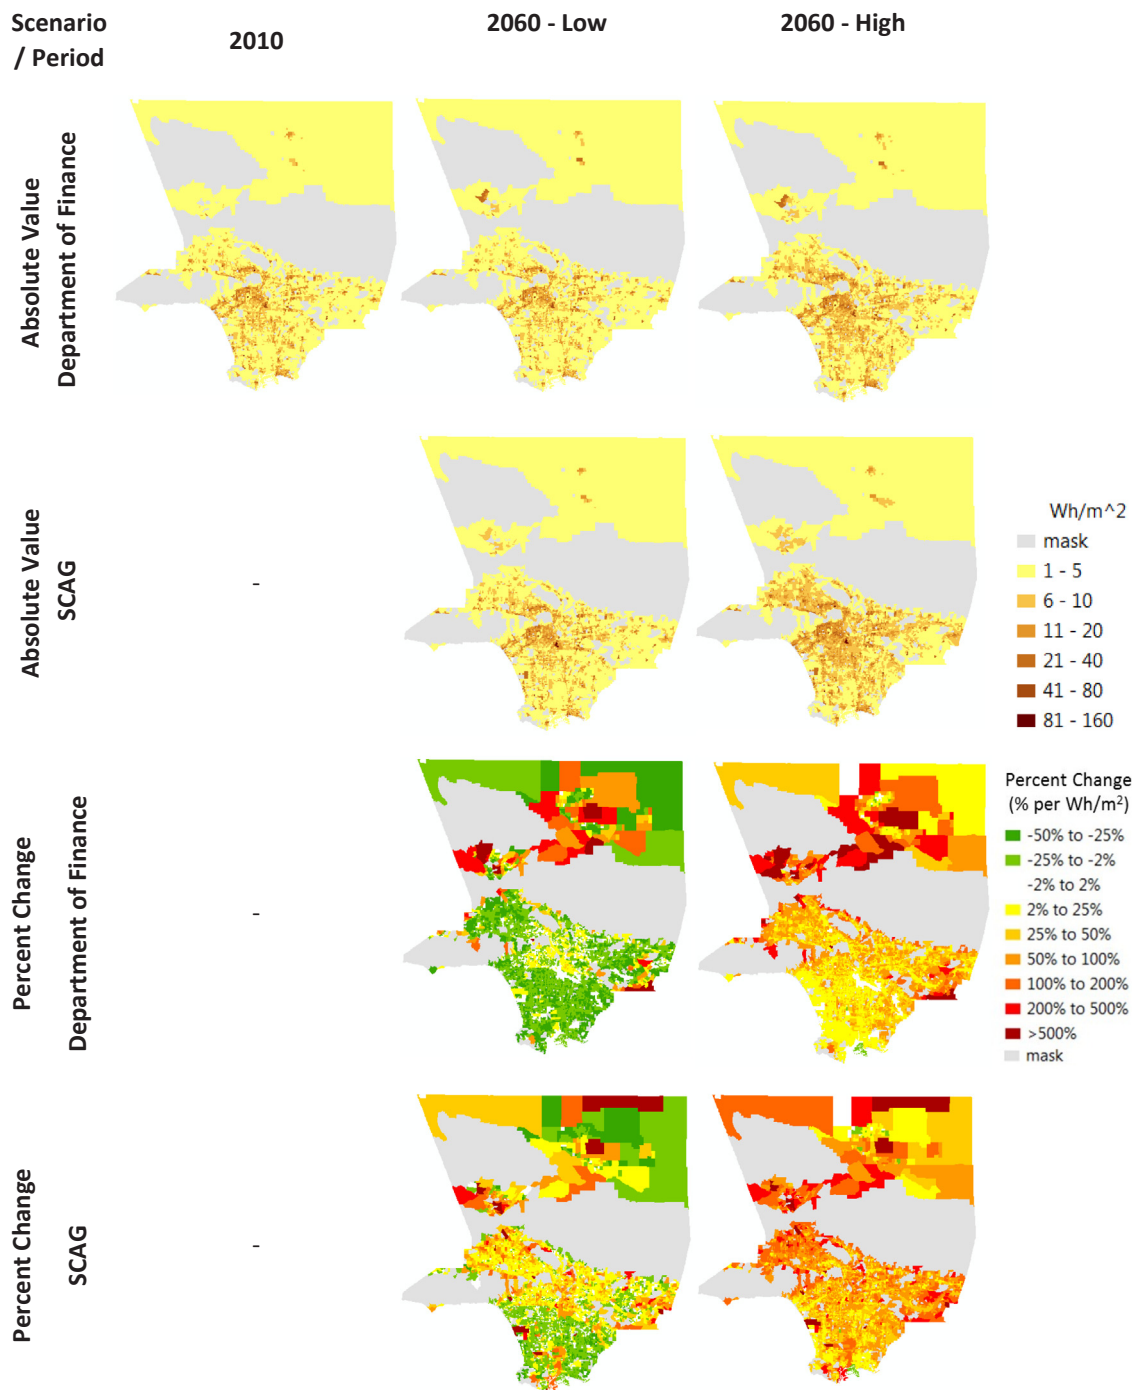 Scenario
/ Period
2010
2060 - Low
2060 - High
Absolute Value
Department of Finance
Absolute Value
SCAG
-
Wh/m^2
mask
1 - 5
6 - 10
11 - 20
21 - 40
41 - 80
81 - 160
Percent Change
Department of Finance
-
Percent Change
(% per Wh/m²)
-50% to -25%
-25% to -2%
-2% to 2%
2% to 25%
25% to 50%
50% to 100%
100% to 200%
200% to 500%
>500%
mask
Percent Change
SCAG
-